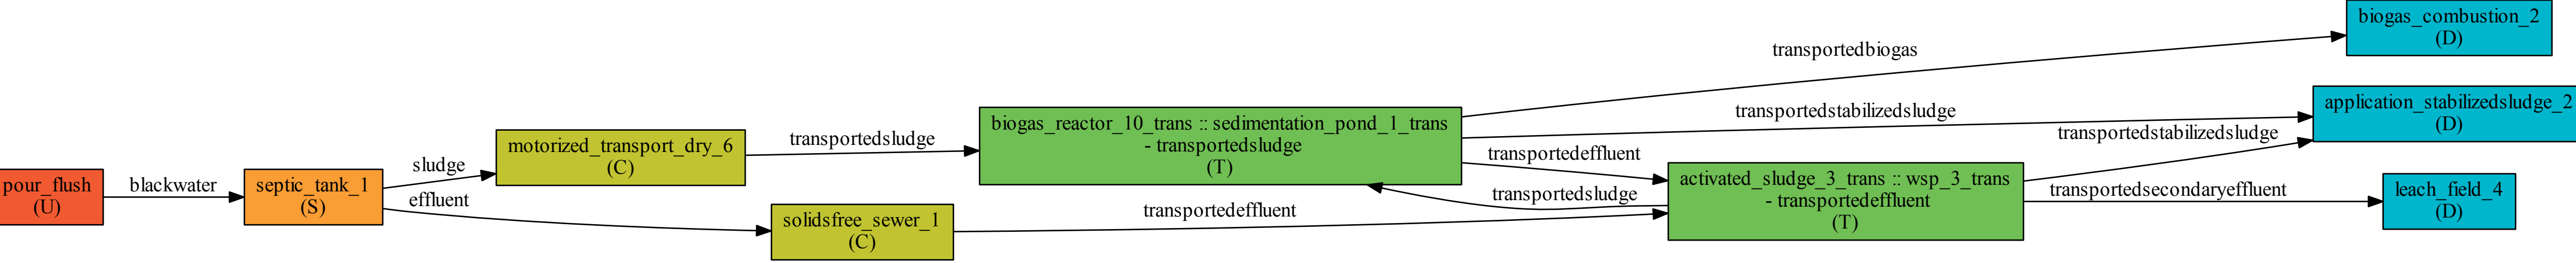 pour_flush
(U)
blackwater
septic_tank_1
(S)
sludge
effluent
motorized_transport_dry_6
(C)
solidsfree_sewer_1
(C)
transportedsludge
transportedeffluent
biogas_reactor_10_trans :: sedimentation_pond_1_trans
- transportedsludge
(T)
transportedbiogas
transportedstabilizedsludge
transportedeffluent
transportedsludge
activated_sludge_3_trans :: wsp_3_trans
- transportedeffluent
(T)
transportedstabilizedsludge
transportedsecondaryeffluent
biogas_combustion_2
(D)
application_stabilizedsludge_2
(D)
leach_field_4
(D)